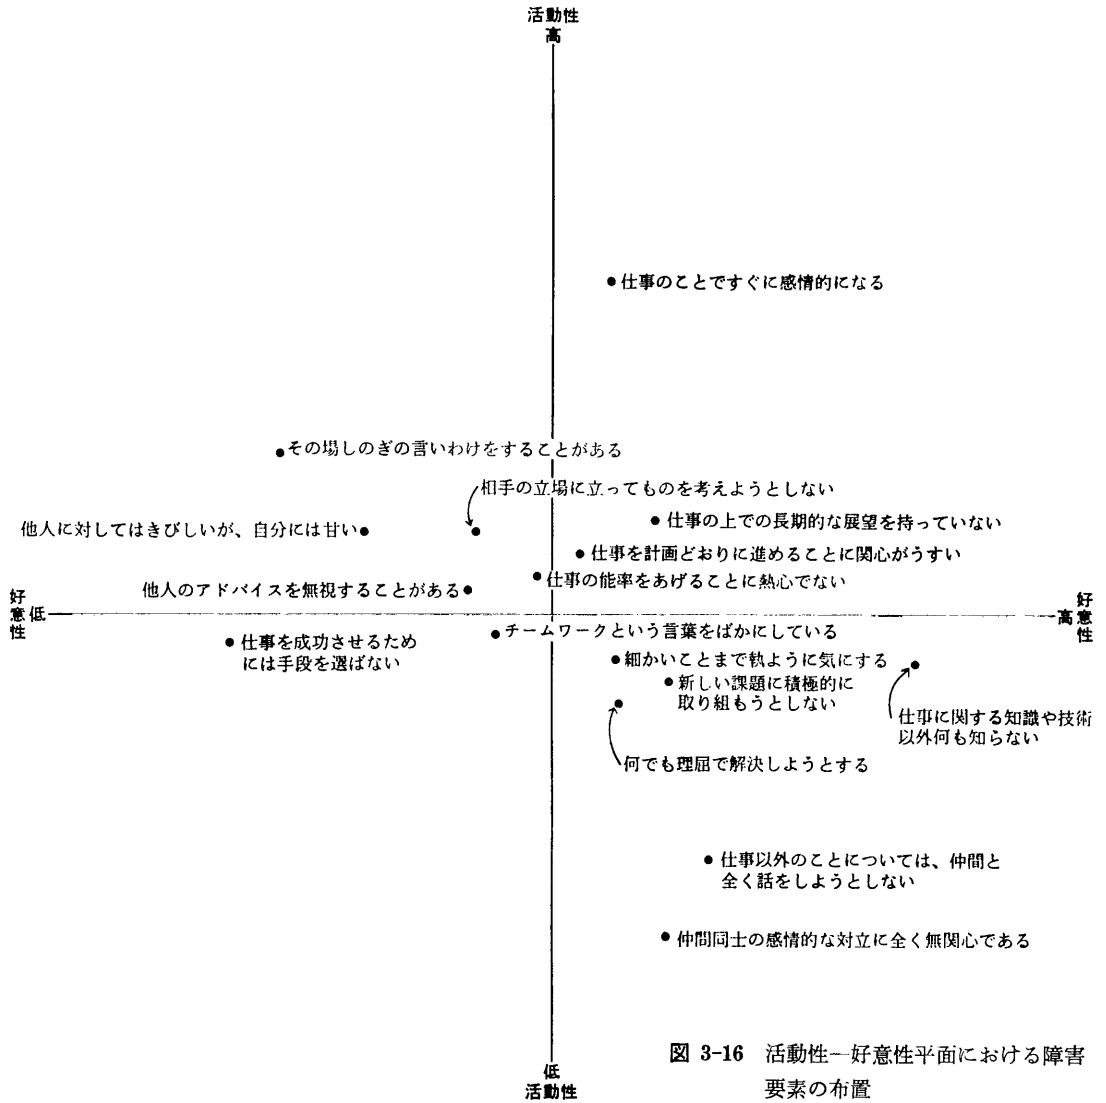 活動性
高
仕事のことですぐに感情的になる
その場しのぎの言いわけをすることがある
相手の立場に立ってものを考えようとしない
仕事の上での長期的な展望を持っていない
他人に対してはきびしいが、自分には甘い
仕事を計画どおりに進めることに関心がうすい
仕事の能率をあげることに熱心でない
他人のアドバイスを無視することがある
好意性
低
高
好意性
チームワークという言葉をばかにしている
仕事を成功させるため
には手段を選ばない
細かいことまで執ように気にする
新しい課題に積極的に
取り組もうとしない
仕事に関する知識や技術
以外何も知らない
何でも理屈で解決しようとする
仕事以外のことについては、仲間と
全く話をしようとしない
仲間同士の感情的な対立に全く無関心である
低
活動性
図 3-16 活動性—好意性平面における障害
要素の布置